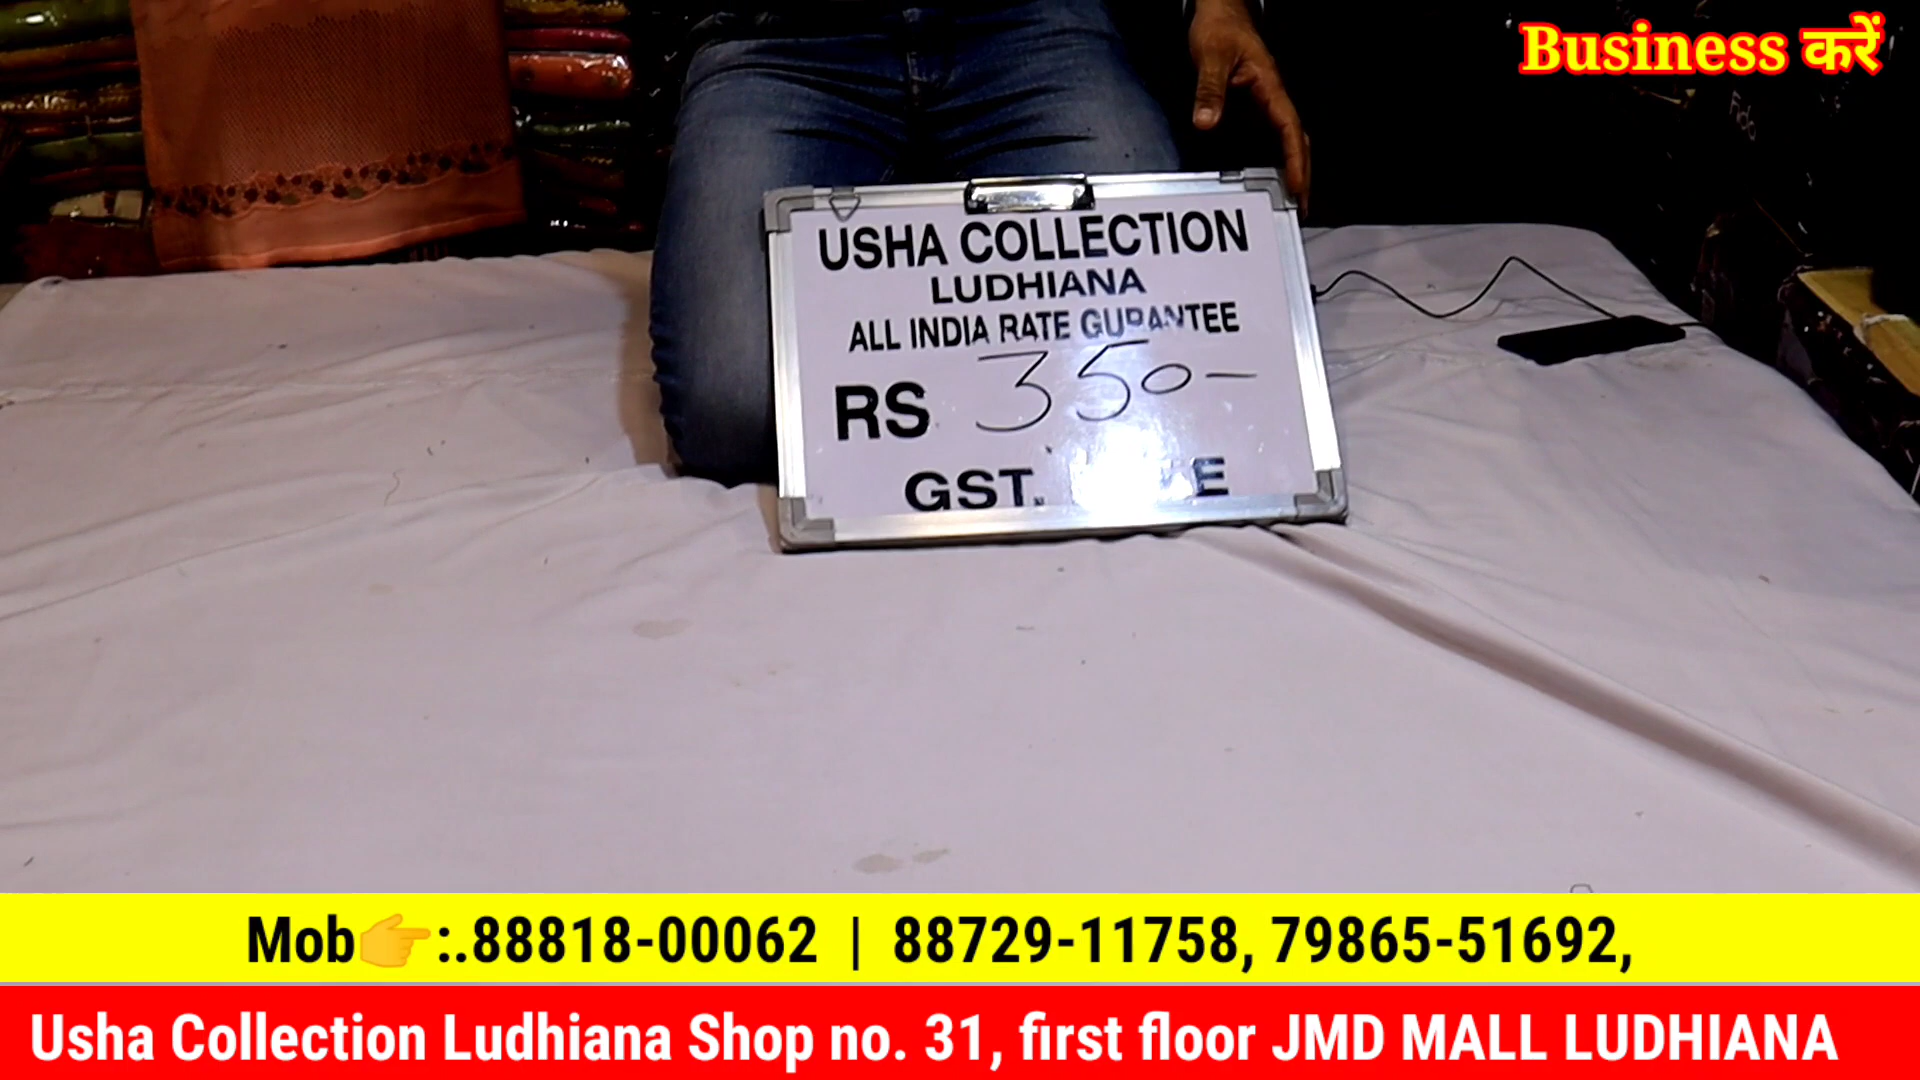 Business करें
USHA COLLECTION
LUDHIANA
ALL INDIA RATE GURANTEE
RS 350-
GST.
Mob👉:.88818-00062 | 88729-11758, 79865-51692,
Usha Collection Ludhiana Shop no. 31, first floor JMD MALL LUDHIANA